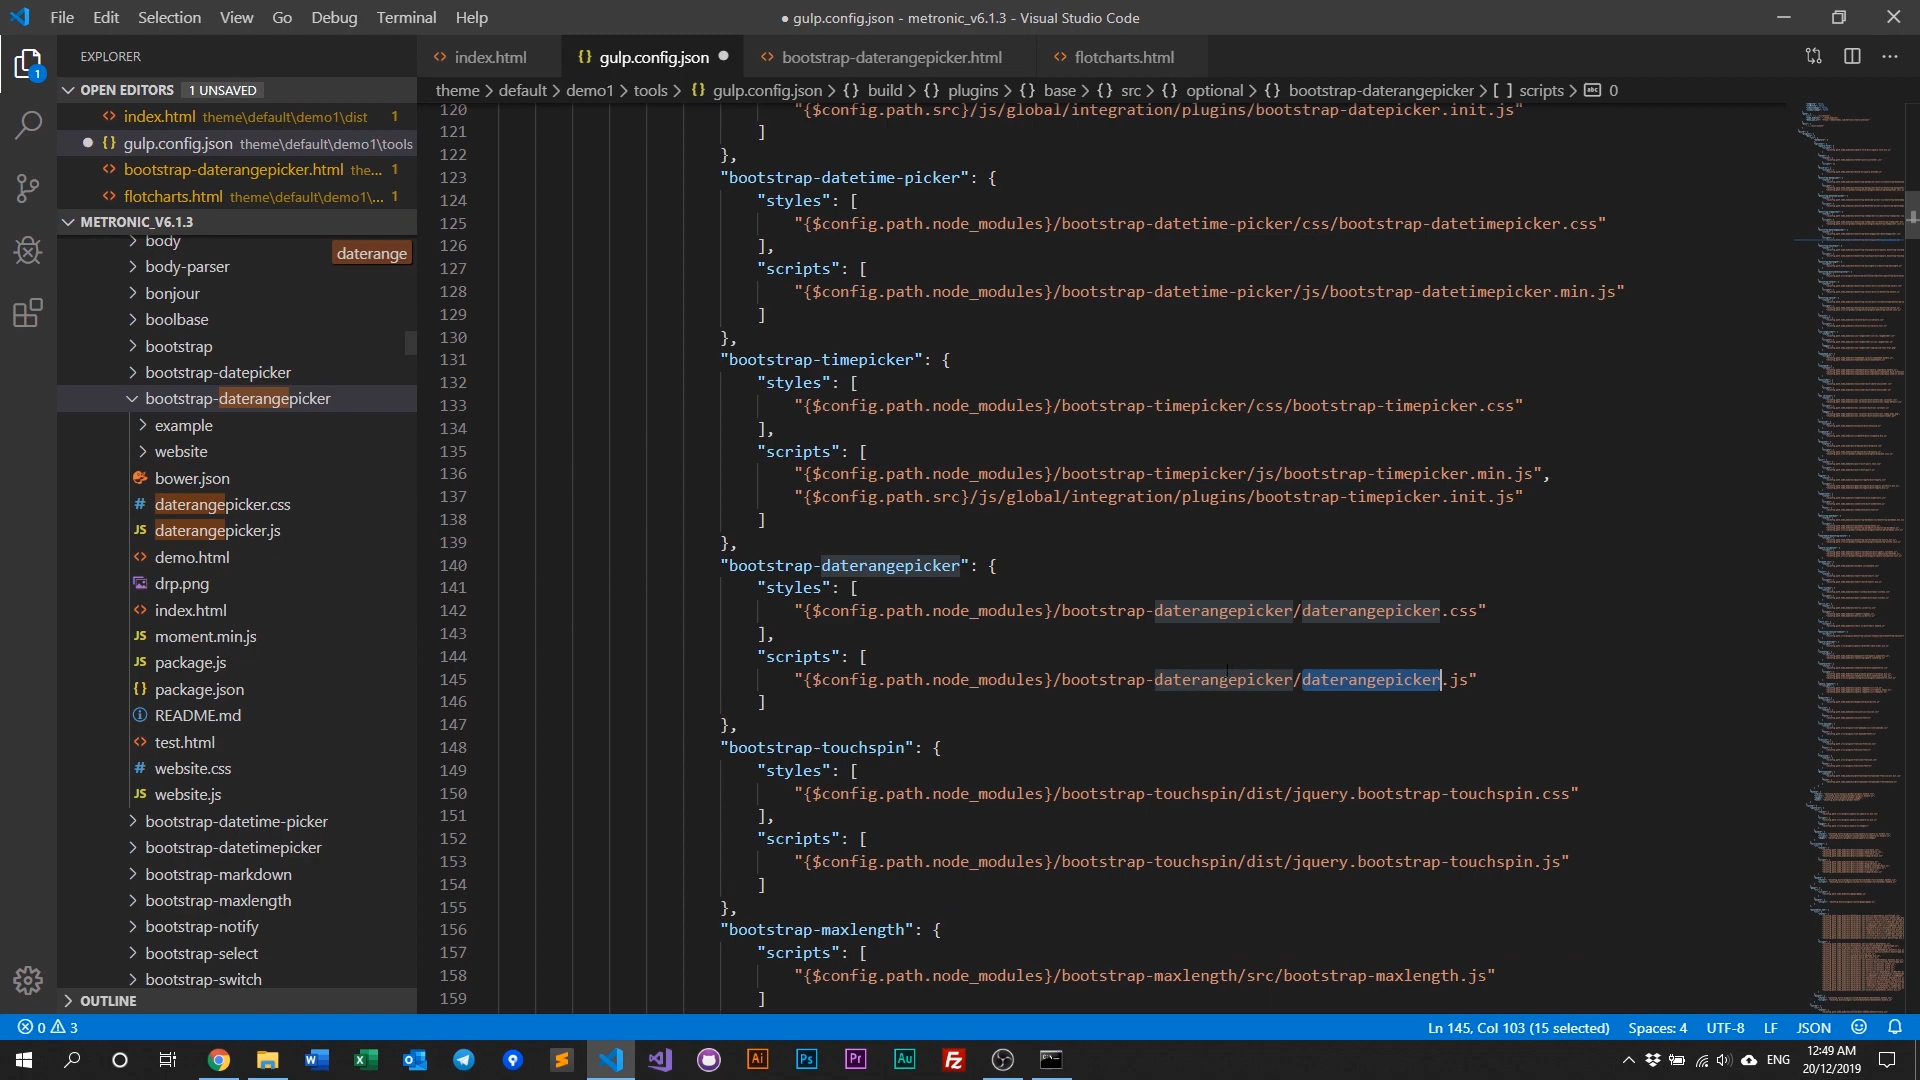 File Edit Selection View Go Debug Terminal Help
● gulp.config.json - metronic_v6.1.3 - Visual Studio Code
EXPLORER
index.html
{} gulp.config.json
bootstrap-daterangepicker.html
flotcharts.html
1
OPEN EDITORS 1 UNSAVED
index.html theme\default\demo1\dist 1
{} gulp.config.json theme\default\demo1\tools
bootstrap-daterangepicker.html the... 1
flotcharts.html theme\default\demo1\... 1
METRONIC_V6.1.3
body
daterange
body-parser
bonjour
boolbase
bootstrap
bootstrap-datepicker
bootstrap-daterangepicker
example
website
bower.json
# daterangepicker.css
JS daterangepicker.js
demo.html
drp.png
index.html
JS moment.min.js
JS package.js
{} package.json
README.md
test.html
# website.css
JS website.js
bootstrap-datetime-picker
bootstrap-datetimepicker
bootstrap-markdown
bootstrap-maxlength
bootstrap-notify
bootstrap-select
bootstrap-switch
OUTLINE
theme > default > demo1 > tools > {} gulp.config.json > {} build > {} plugins > {} base > {} src > {} optional > {} bootstrap-daterangepicker > [ ] scripts > abc 0
120 "{$config.path.src}/js/global/integration/plugins/bootstrap-datepicker.init.js"
121 ]
122 },
123 "bootstrap-datetime-picker": {
124 "styles": [
125 "{$config.path.node_modules}/bootstrap-datetime-picker/css/bootstrap-datetimepicker.css"
126 ],
127 "scripts": [
128 "{$config.path.node_modules}/bootstrap-datetime-picker/js/bootstrap-datetimepicker.min.js"
129 ]
130 },
131 "bootstrap-timepicker": {
132 "styles": [
133 "{$config.path.node_modules}/bootstrap-timepicker/css/bootstrap-timepicker.css"
134 ],
135 "scripts": [
136 "{$config.path.node_modules}/bootstrap-timepicker/js/bootstrap-timepicker.min.js",
137 "{$config.path.src}/js/global/integration/plugins/bootstrap-timepicker.init.js"
138 ]
139 },
140 "bootstrap-daterangepicker": {
141 "styles": [
142 "{$config.path.node_modules}/bootstrap-daterangepicker/daterangepicker.css"
143 ],
144 "scripts": [
145 "{$config.path.node_modules}/bootstrap-daterangepicker/daterangepicker.js"
146 ]
147 },
148 "bootstrap-touchspin": {
149 "styles": [
150 "{$config.path.node_modules}/bootstrap-touchspin/dist/jquery.bootstrap-touchspin.css"
151 ],
152 "scripts": [
153 "{$config.path.node_modules}/bootstrap-touchspin/dist/jquery.bootstrap-touchspin.js"
154 ]
155 },
156 "bootstrap-maxlength": {
157 "scripts": [
158 "{$config.path.node_modules}/bootstrap-maxlength/src/bootstrap-maxlength.js"
159 ]
0 3
Ln 145, Col 103 (15 selected) Spaces: 4 UTF-8 LF JSON
Ai Ps Pr Au Fz
ENG
12:49 AM
20/12/2019